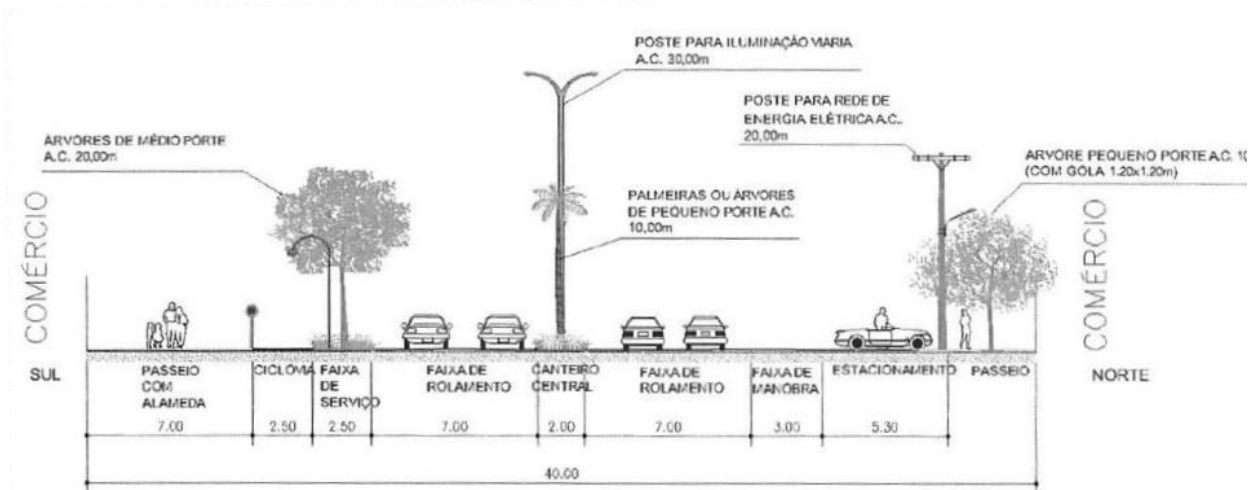 POSTE PARA ILUMINAÇÃO VIARIA
A.C. 30,00m
POSTE PARA REDE DE
ENERGIA ELÉTRICA A.C..
20,00m
ÁRVORES DE MÉDIO PORTE
A.C. 20,00m
ARVORE PEQUENO PORTE A.C. 10
(COM GOLA 1.20x1.20m)
PALMEIRAS OU ÁRVORES
DE PEQUENO PORTE A.C.
10,00m
COMÉRCIO
COMÉRCIO
SUL
PASSEIO
COM
ALAMEDA
CICLOVIA
FAIXA
DE
SERVIÇO
FAIXA DE
ROLAMENTO
CANTEIRO
CENTRAL
FAIXA DE
ROLAMENTO
FAIXA DE
MANOBRA
ESTACIONAMENTO
PASSEIO
NORTE
7.00
2.50
2.50
7.00
2.00
7.00
3.00
5.30
40.00